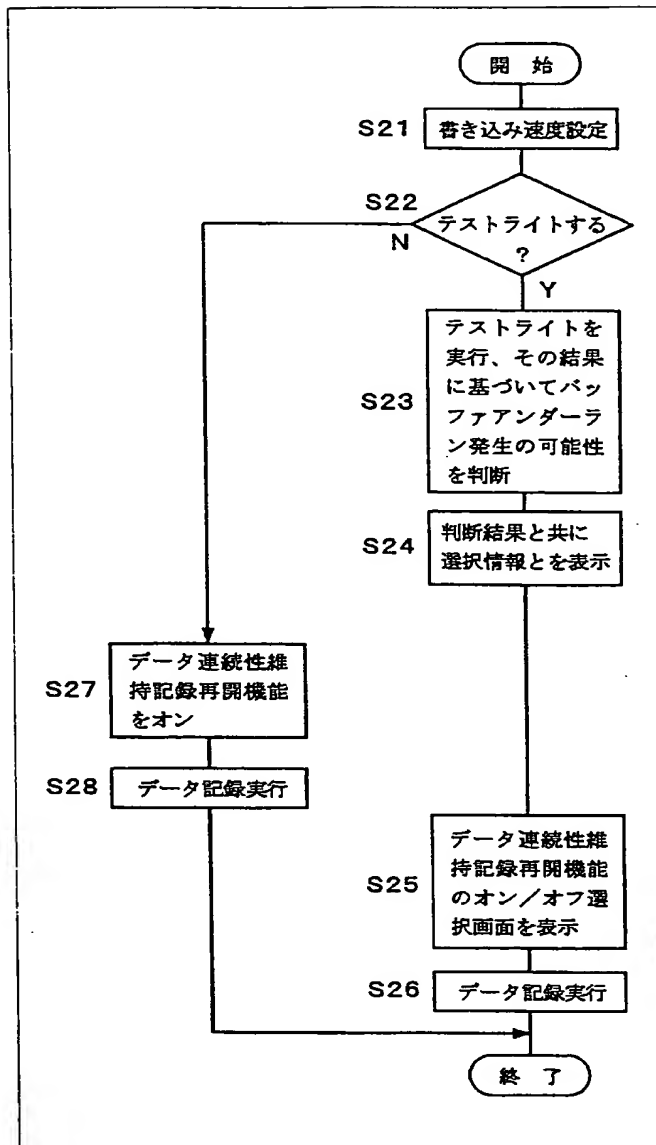 開 始
S21
書き込み速度設定
S22
テストライトする
?
N
Y
S23
テストライトを
実行、その結果
に基づいてバッ
ファアンダーラ
ン発生の可能性
を判断
S24
判断結果と共に
選択情報とを表示
S27
データ連続性維
持記録再開機能
をオン
S28
データ記録実行
S25
データ連続性維
持記録再開機能
のオン/オフ選
択画面を表示
S26
データ記録実行
終 了